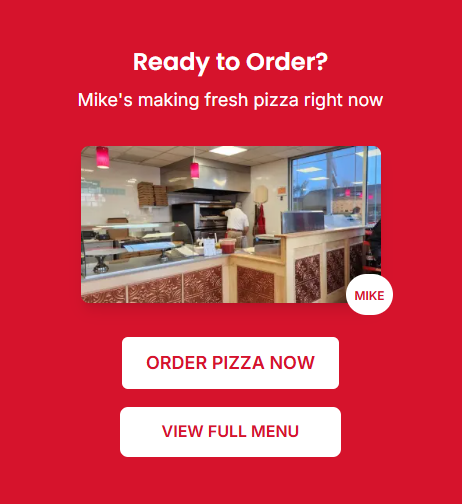 Ready to Order?
Mike's making fresh pizza right now
MIKE
ORDER PIZZA NOW
VIEW FULL MENU